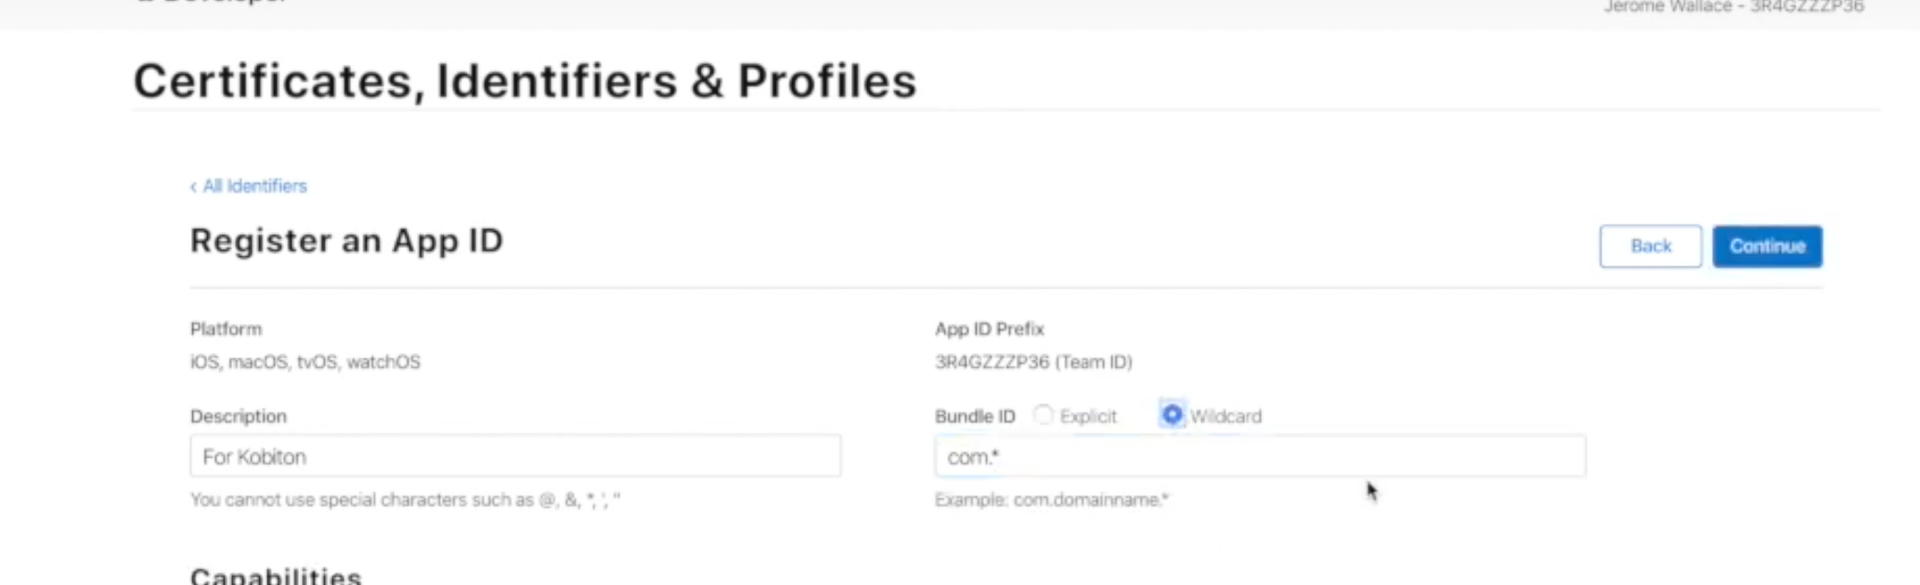 Developer
Jerome Wallace - 3R4GZZZP36
Certificates, Identifiers & Profiles
‹ All Identifiers
Register an App ID
Back
Continue
Platform
iOS, macOS, tvOS, watchOS
App ID Prefix
3R4GZZZP36 (Team ID)
Description
For Kobiton
You cannot use special characters such as @, &, *, ', "
Bundle ID Explicit Wildcard
com.*
Example: com.domainname.*
Capabilities